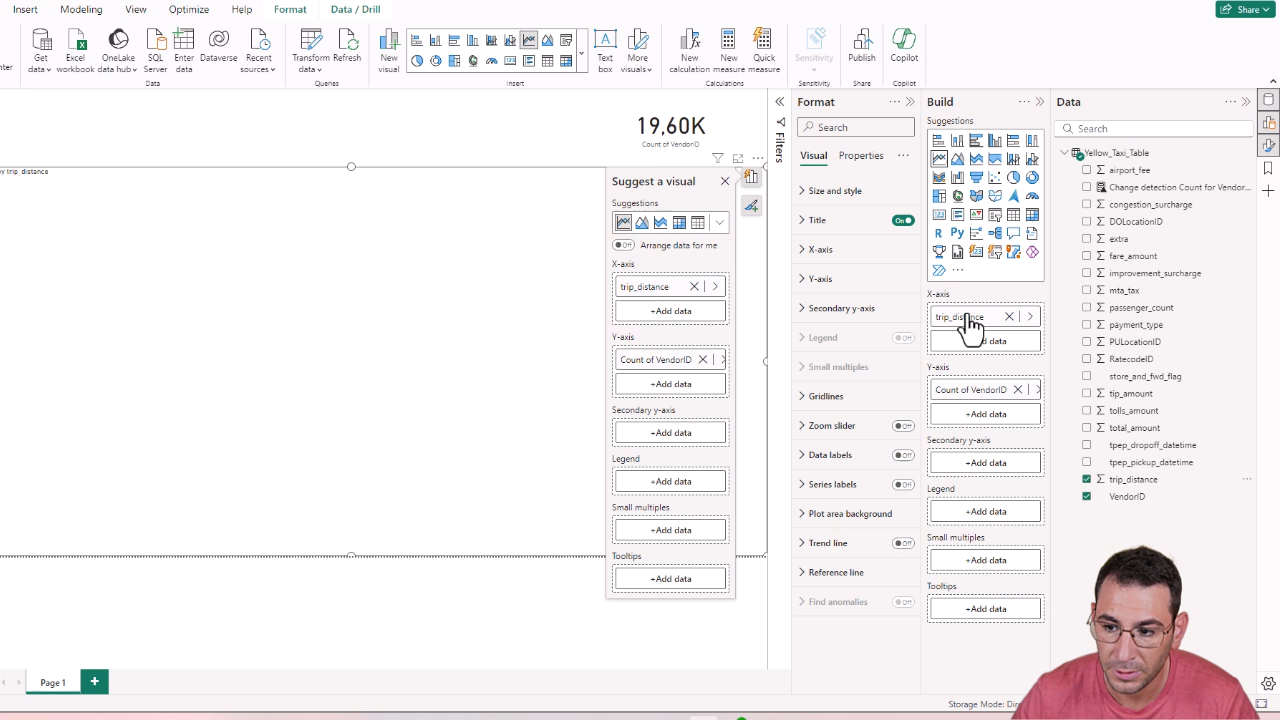 Insert
Modeling
View
Optimize
Help
Format
Data / Drill
Share
Get data
Excel workbook
OneLake data hub
SQL Server
Enter data
Dataverse
Recent sources
Transform data
Refresh
New visual
Text box
More visuals
New calculation
New measure
Quick measure
Sensitivity
Publish
Copilot
Data
Queries
Insert
Calculations
Sensitivity
Share
Copilot
19,60K
Count of VendorID
y trip_distance
Suggest a visual
Suggestions
Off
Arrange data for me
X-axis
trip_distance
+Add data
Y-axis
Count of VendorID
+Add data
Secondary y-axis
+Add data
Legend
+Add data
Small multiples
+Add data
Tooltips
+Add data
Filters
Format
Search
Visual
Properties
Size and style
Title
On
X-axis
Y-axis
Secondary y-axis
Legend
Off
Small multiples
Gridlines
Zoom slider
Off
Data labels
Off
Series labels
Off
Plot area background
Trend line
Off
Reference line
Find anomalies
Off
Build
Suggestions
R
Py
X-axis
data
Y-axis
Count of VendorID
+Add data
Secondary y-axis
+Add data
Legend
+Add data
Small multiples
+Add data
Tooltips
+Add data
Data
Search
Yellow_Taxi_Table
airport_fee
Change detection Count for Vendor...
congestion_surcharge
DOLocationID
extra
fare_amount
improvement_surcharge
mta_tax
passenger_count
payment_type
PULocationID
RatecodeID
store_and_fwd_flag
tip_amount
tolls_amount
total_amount
tpep_dropoff_datetime
tpep_pickup_datetime
trip_distance
VendorID
Page 1
Storage Mode: